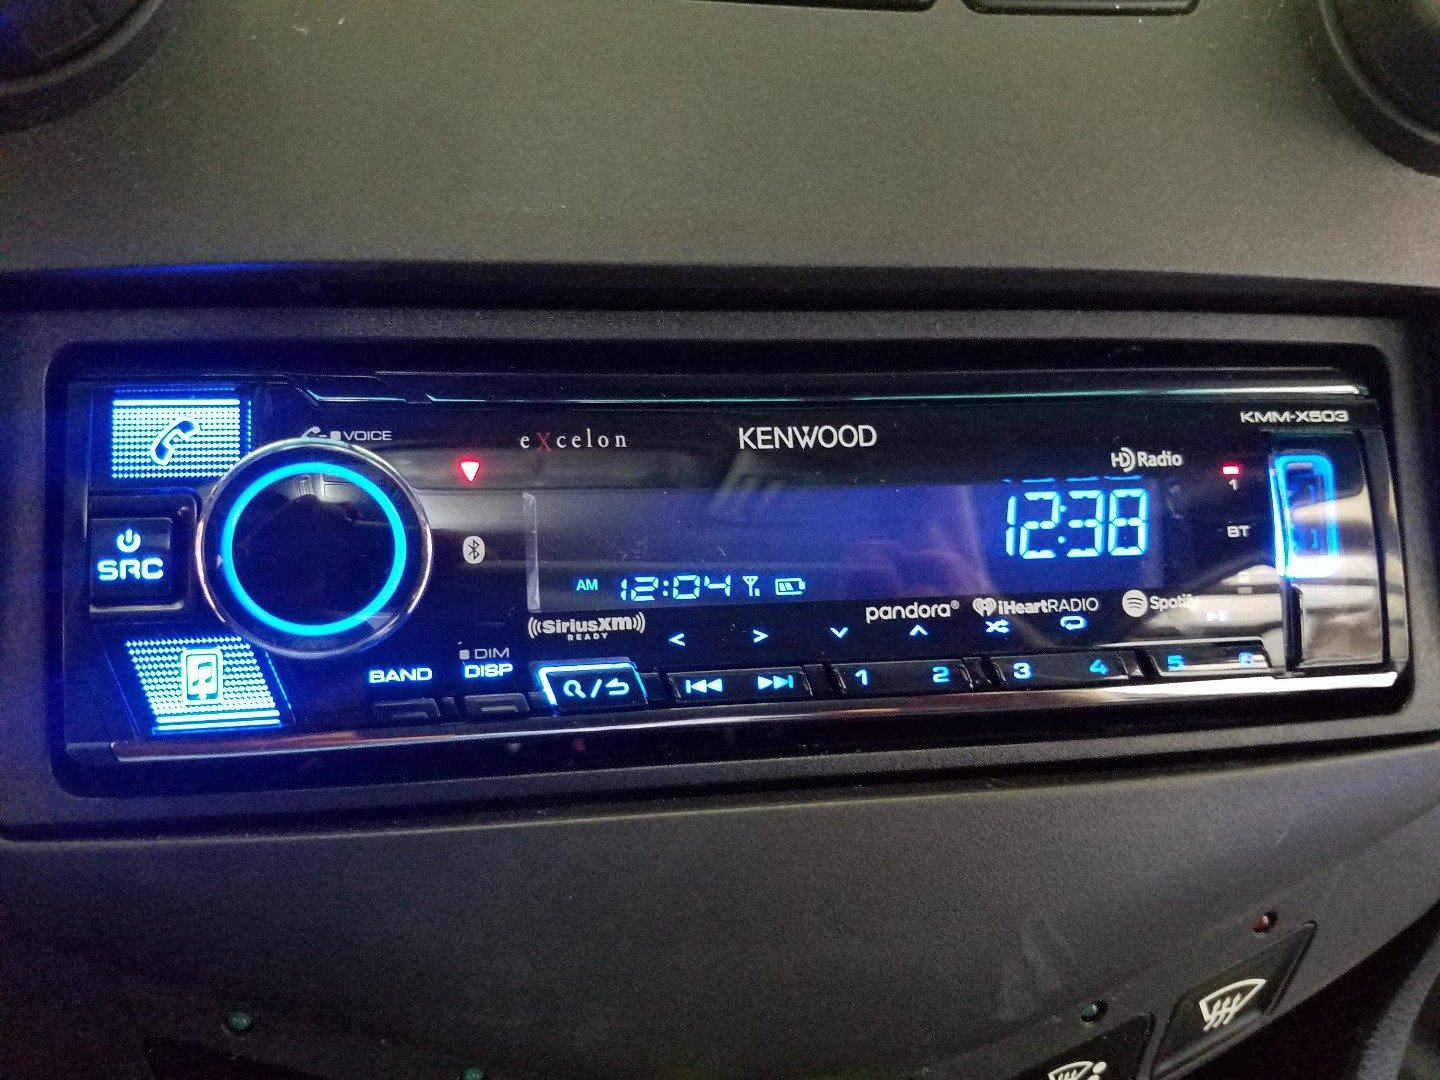 VOICE
eXcelon
KENWOOD
KMM-X503
HD Radio
1
12:38
BT
2
SRC
AM 12:04
SiriusXm
READY
pandora®
iHeartRADIO
Spotify
DIM
BAND
DISP
1 2 3 4 5 6